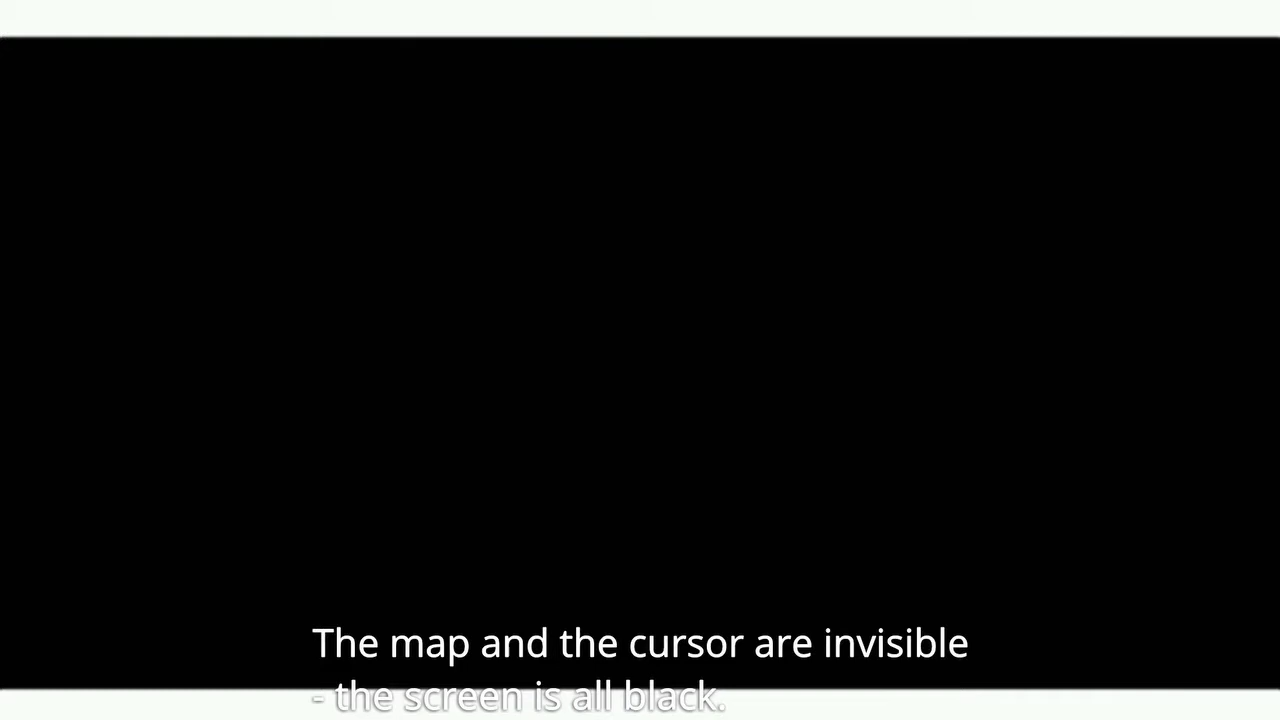 The map and the cursor are invisible
- the screen is all black.